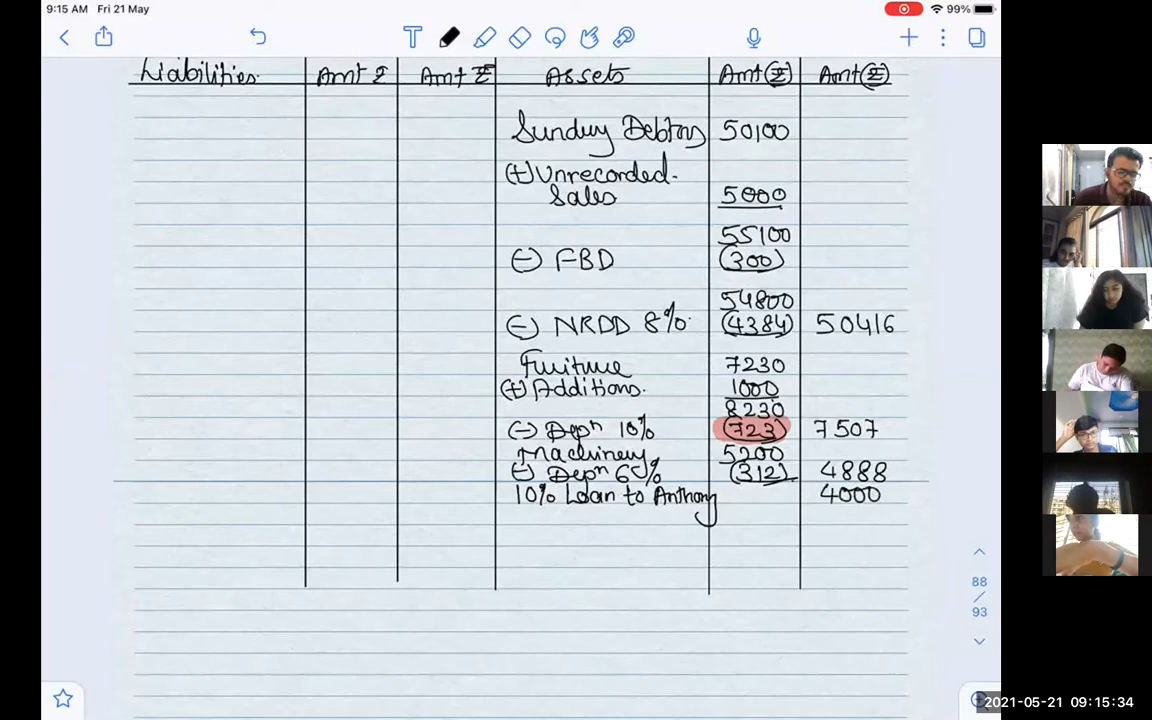 9:15 AM Fri 21 May
99%
T
Liabilities. Amt ₹ Amt ₹ Assets Amt (₹) Amt (₹)
Sundry Debtors 50100
(+) Unrecorded.
Sales 5000
55100
(-) FBD (300)
54800
(-) NRDD 8%. (4384) 50416
Furiture 7230
(+) Additions. 1000
8230
(-) Depn 10% (723) 7507
Machinery 5200
(-) Depn 6% (312) 4888
10% Loan to Anthony 4000
88
/
93
2021-05-21 09:15:34